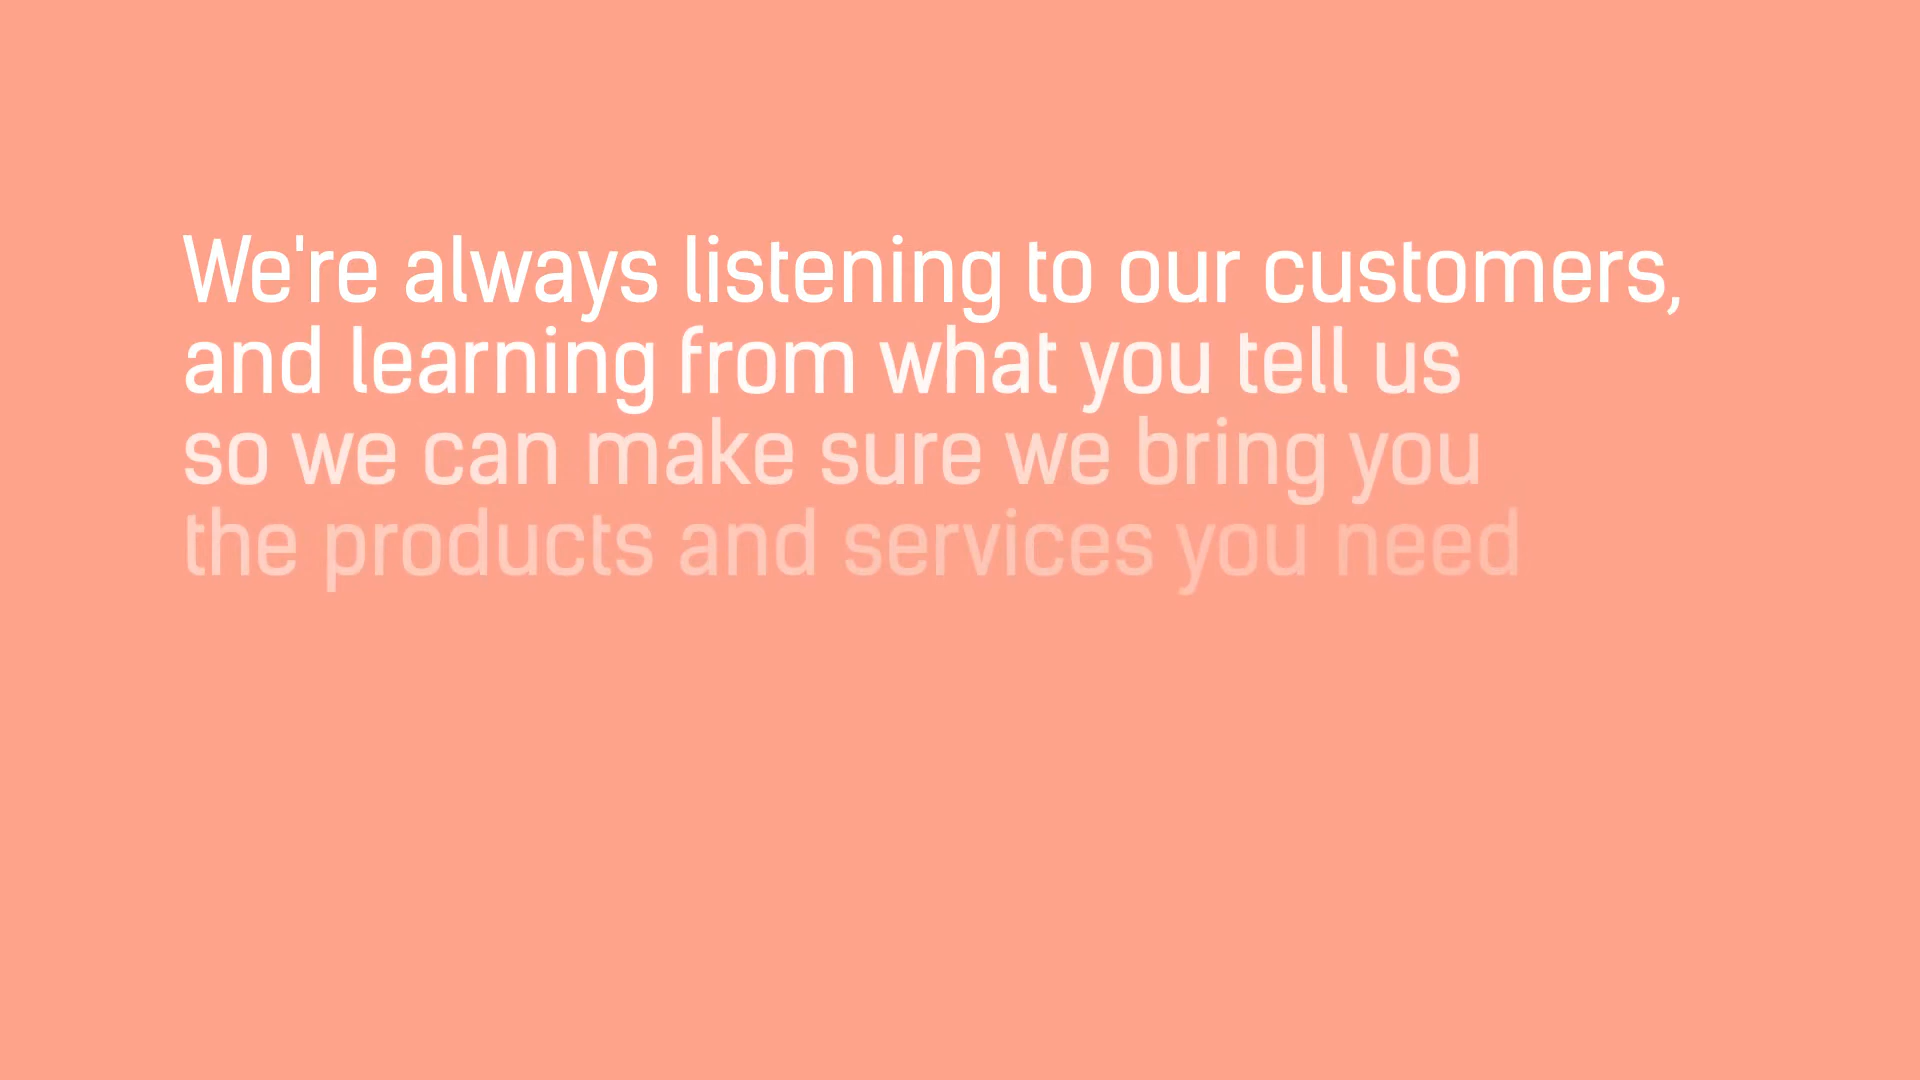 We're always listening to our customers,
and learning from what you tell us
so we can make sure we bring you
the products and services you need